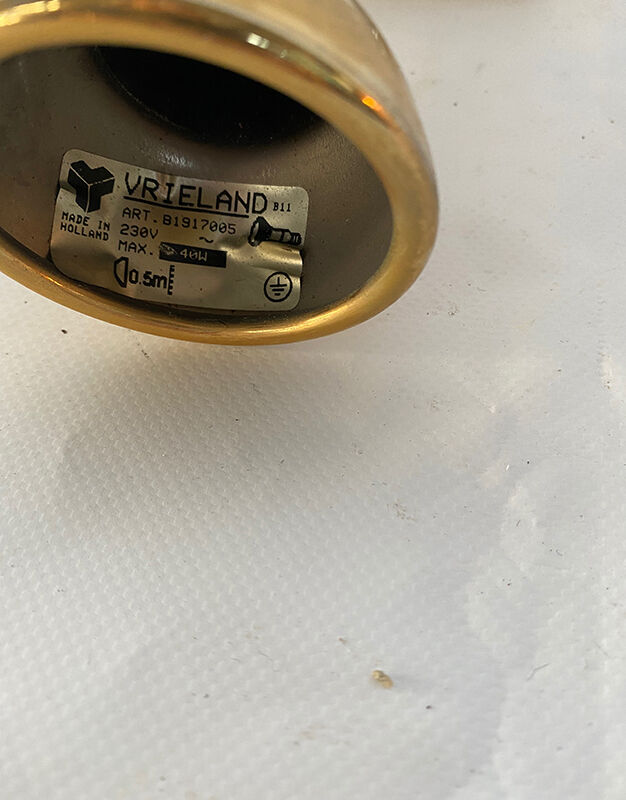 VRIELAND B11
MADE IN
HOLLAND
ART. B1917005
230V ~
MAX. 40W
0.5m